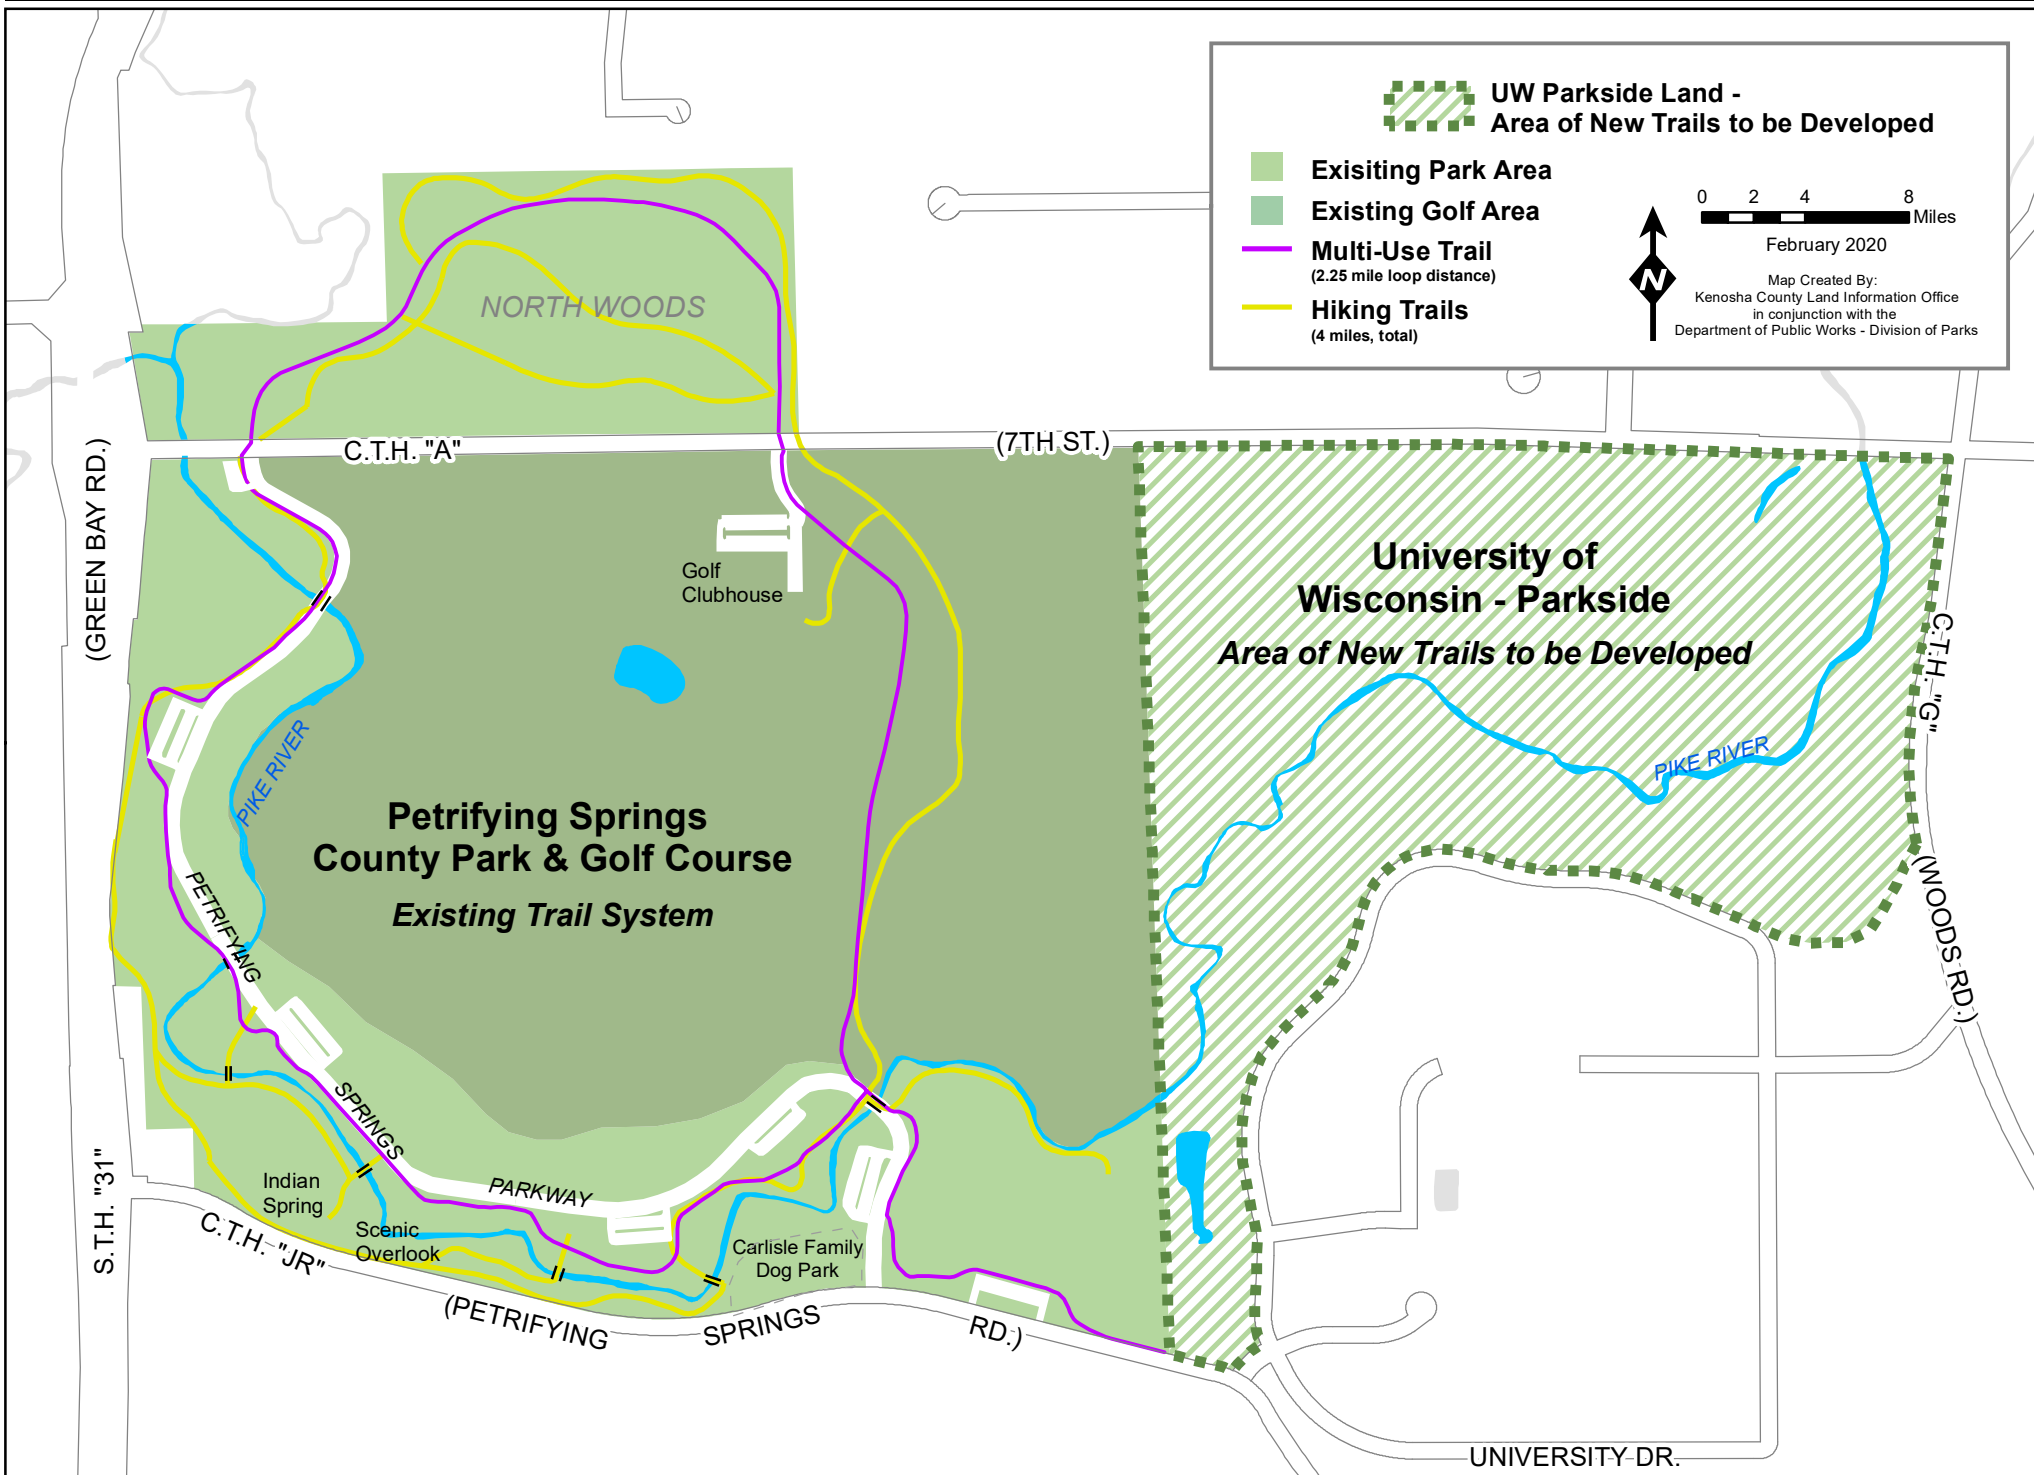 UW Parkside Land -
Area of New Trails to be Developed
Exisiting Park Area
Existing Golf Area
Multi-Use Trail
(2.25 mile loop distance)
Hiking Trails
(4 miles, total)
0 2 4 8
Miles
February 2020
N
Map Created By:
Kenosha County Land Information Office
in conjunction with the
Department of Public Works - Division of Parks
NORTH WOODS
C.T.H. "A"
(7TH ST.)
(GREEN BAY RD.)
Golf
Clubhouse
University of
Wisconsin - Parkside
Area of New Trails to be Developed
C.T.H. "G"
PIKE RIVER
PIKE RIVER
Petrifying Springs
County Park & Golf Course
Existing Trail System
(WOODS RD.)
PETRIFYING
SPRINGS
PARKWAY
Indian
Spring
Scenic
Overlook
Carlisle Family
Dog Park
S.T.H. "31"
C.T.H. "JR"
(PETRIFYING
SPRINGS
RD.)
UNIVERSITY DR.